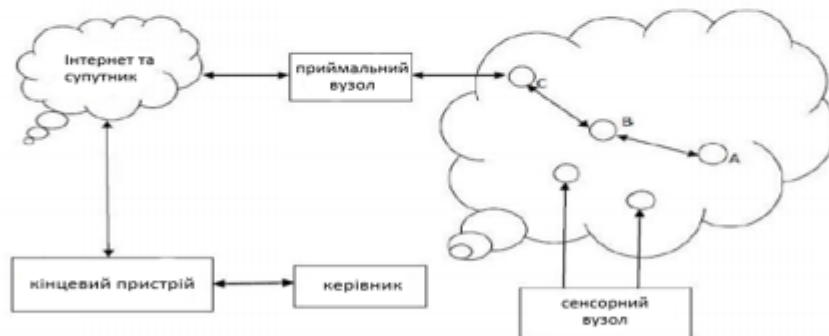 Інтернет та
супутник
приймальний
вузол
C
B
A
кінцевий пристрій
керівник
сенсорний
вузол